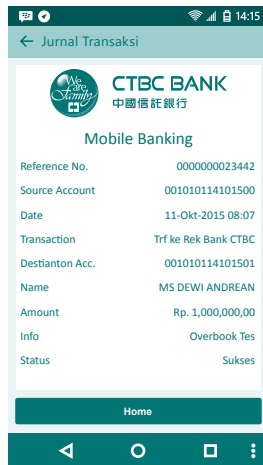 14:15
Jurnal Transaksi
We are Family
CTBC BANK
中國信託銀行
Mobile Banking
Reference No. 0000000023442
Source Account 001010114101500
Date 11-Okt-2015 08:07
Transaction Trf ke Rek Bank CTBC
Destianton Acc. 001010114101501
Name MS DEWI ANDREAN
Amount Rp. 1,000,000,00
Info Overbook Tes
Status Sukses
Home